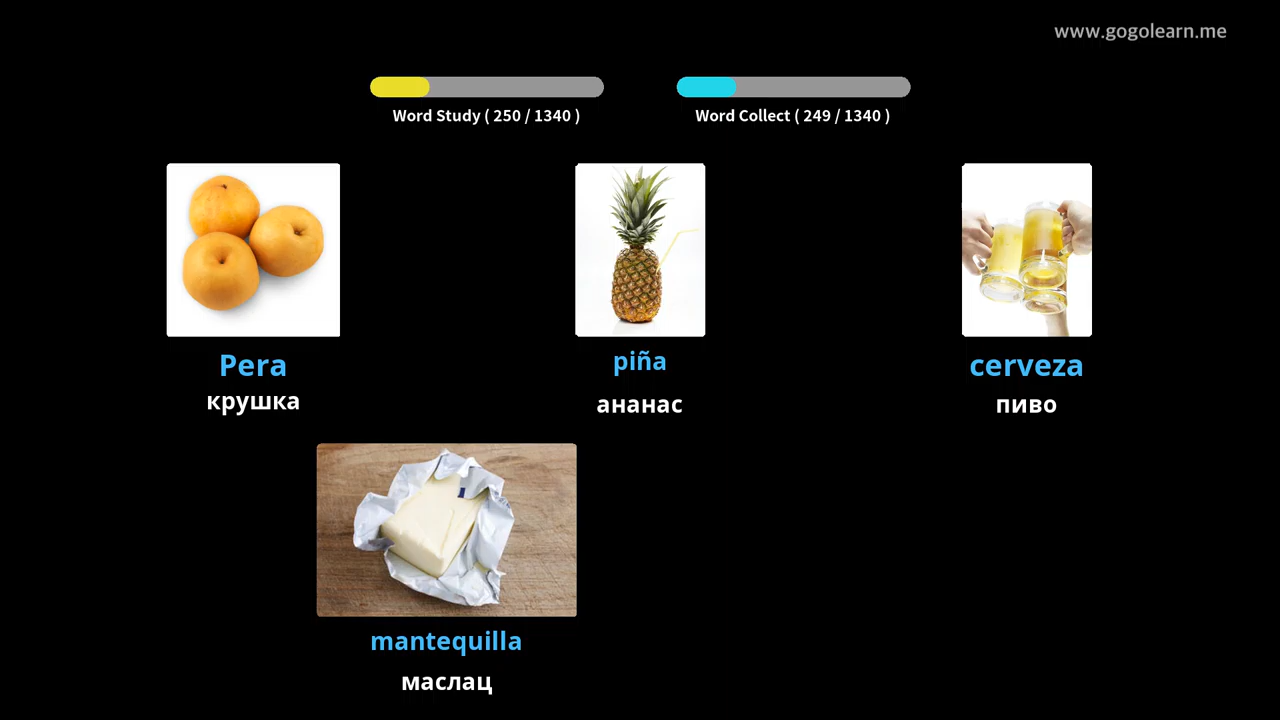 www.gogolearn.me
Word Study ( 250 / 1340 )
Word Collect ( 249 / 1340 )
Pera
крушка
piña
ананас
cerveza
пиво
mantequilla
маслац